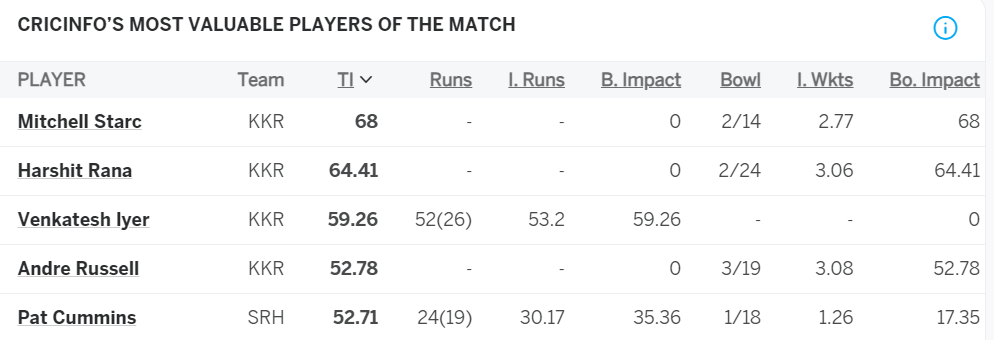 CRICINFO'S MOST VALUABLE PLAYERS OF THE MATCH
PLAYER Team TI Runs I. Runs B. Impact Bowl I. Wkts Bo. Impact
Mitchell Starc KKR 68 - - 0 2/14 2.77 68
Harshit Rana KKR 64.41 - - 0 2/24 3.06 64.41
Venkatesh Iyer KKR 59.26 52(26) 53.2 59.26 - - 0
Andre Russell KKR 52.78 - - 0 3/19 3.08 52.78
Pat Cummins SRH 52.71 24(19) 30.17 35.36 1/18 1.26 17.35